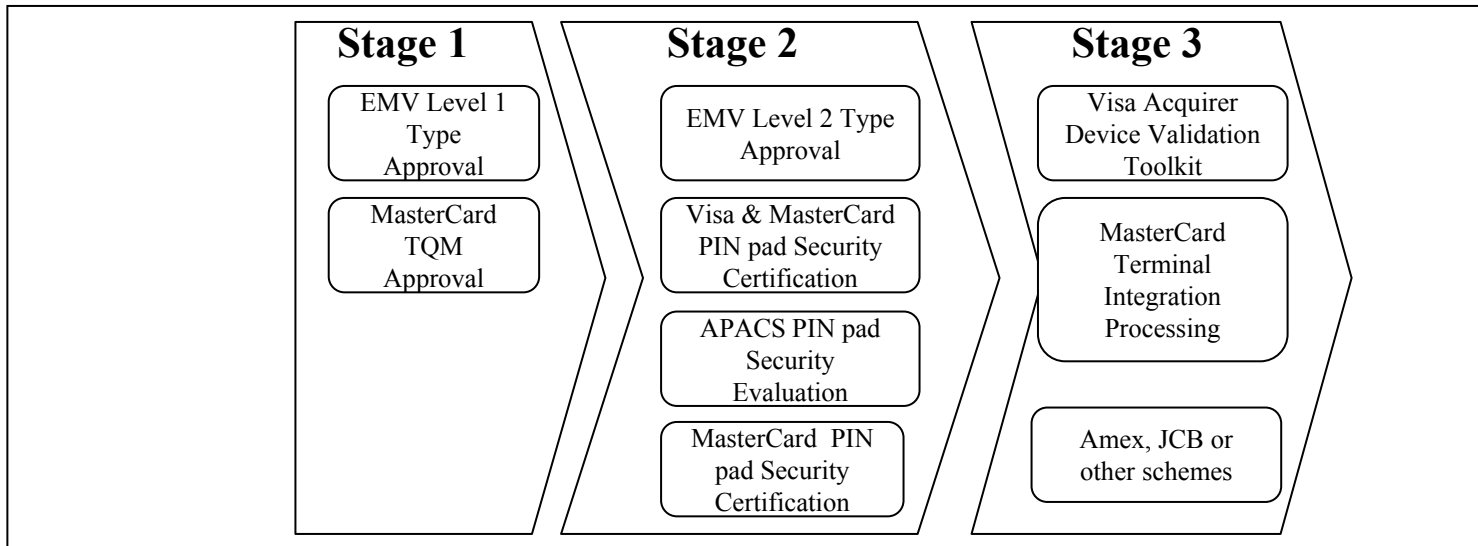 Stage 1
EMV Level 1
Type
Approval
MasterCard
TQM
Approval
Stage 2
EMV Level 2 Type
Approval
Visa & MasterCard
PIN pad Security
Certification
APACS PIN pad
Security
Evaluation
MasterCard PIN
pad Security
Certification
Stage 3
Visa Acquirer
Device Validation
Toolkit
MasterCard
Terminal
Integration
Processing
Amex, JCB or
other schemes